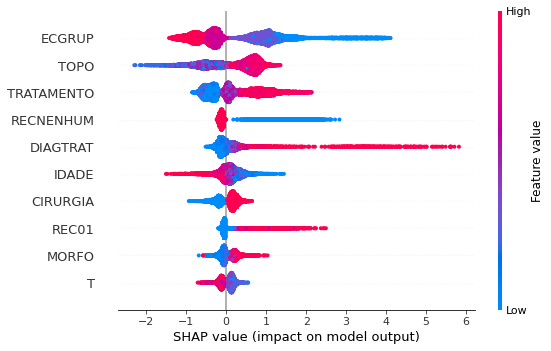 High
ECGRUP
TOPO
TRATAMENTO
RECNENHUM
DIAGTRAT
IDADE
CIRURGIA
REC01
MORFO
T
Feature value
Low
−2 −1 0 1 2 3 4 5 6
SHAP value (impact on model output)